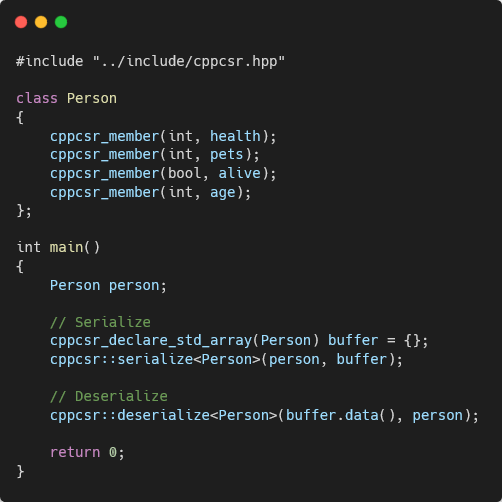 #include "../include/cppcsr.hpp"
class Person
{
    cppcsr_member(int, health);
    cppcsr_member(int, pets);
    cppcsr_member(bool, alive);
    cppcsr_member(int, age);
};
int main()
{
    Person person;
    // Serialize
    cppcsr_declare_std_array(Person) buffer = {};
    cppcsr::serialize<Person>(person, buffer);
    // Deserialize
    cppcsr::deserialize<Person>(buffer.data(), person);
    return 0;
}